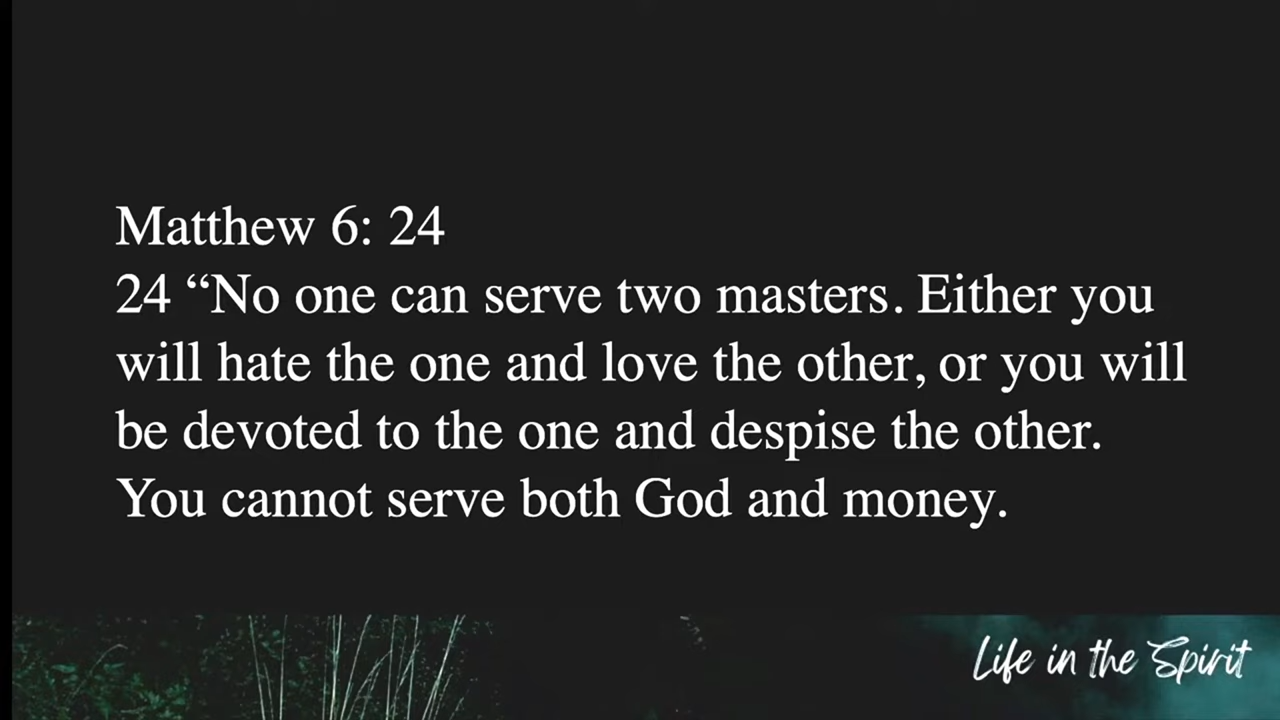 Matthew 6: 24
24 “No one can serve two masters. Either you
will hate the one and love the other, or you will
be devoted to the one and despise the other.
You cannot serve both God and money.
Life in the Spirit